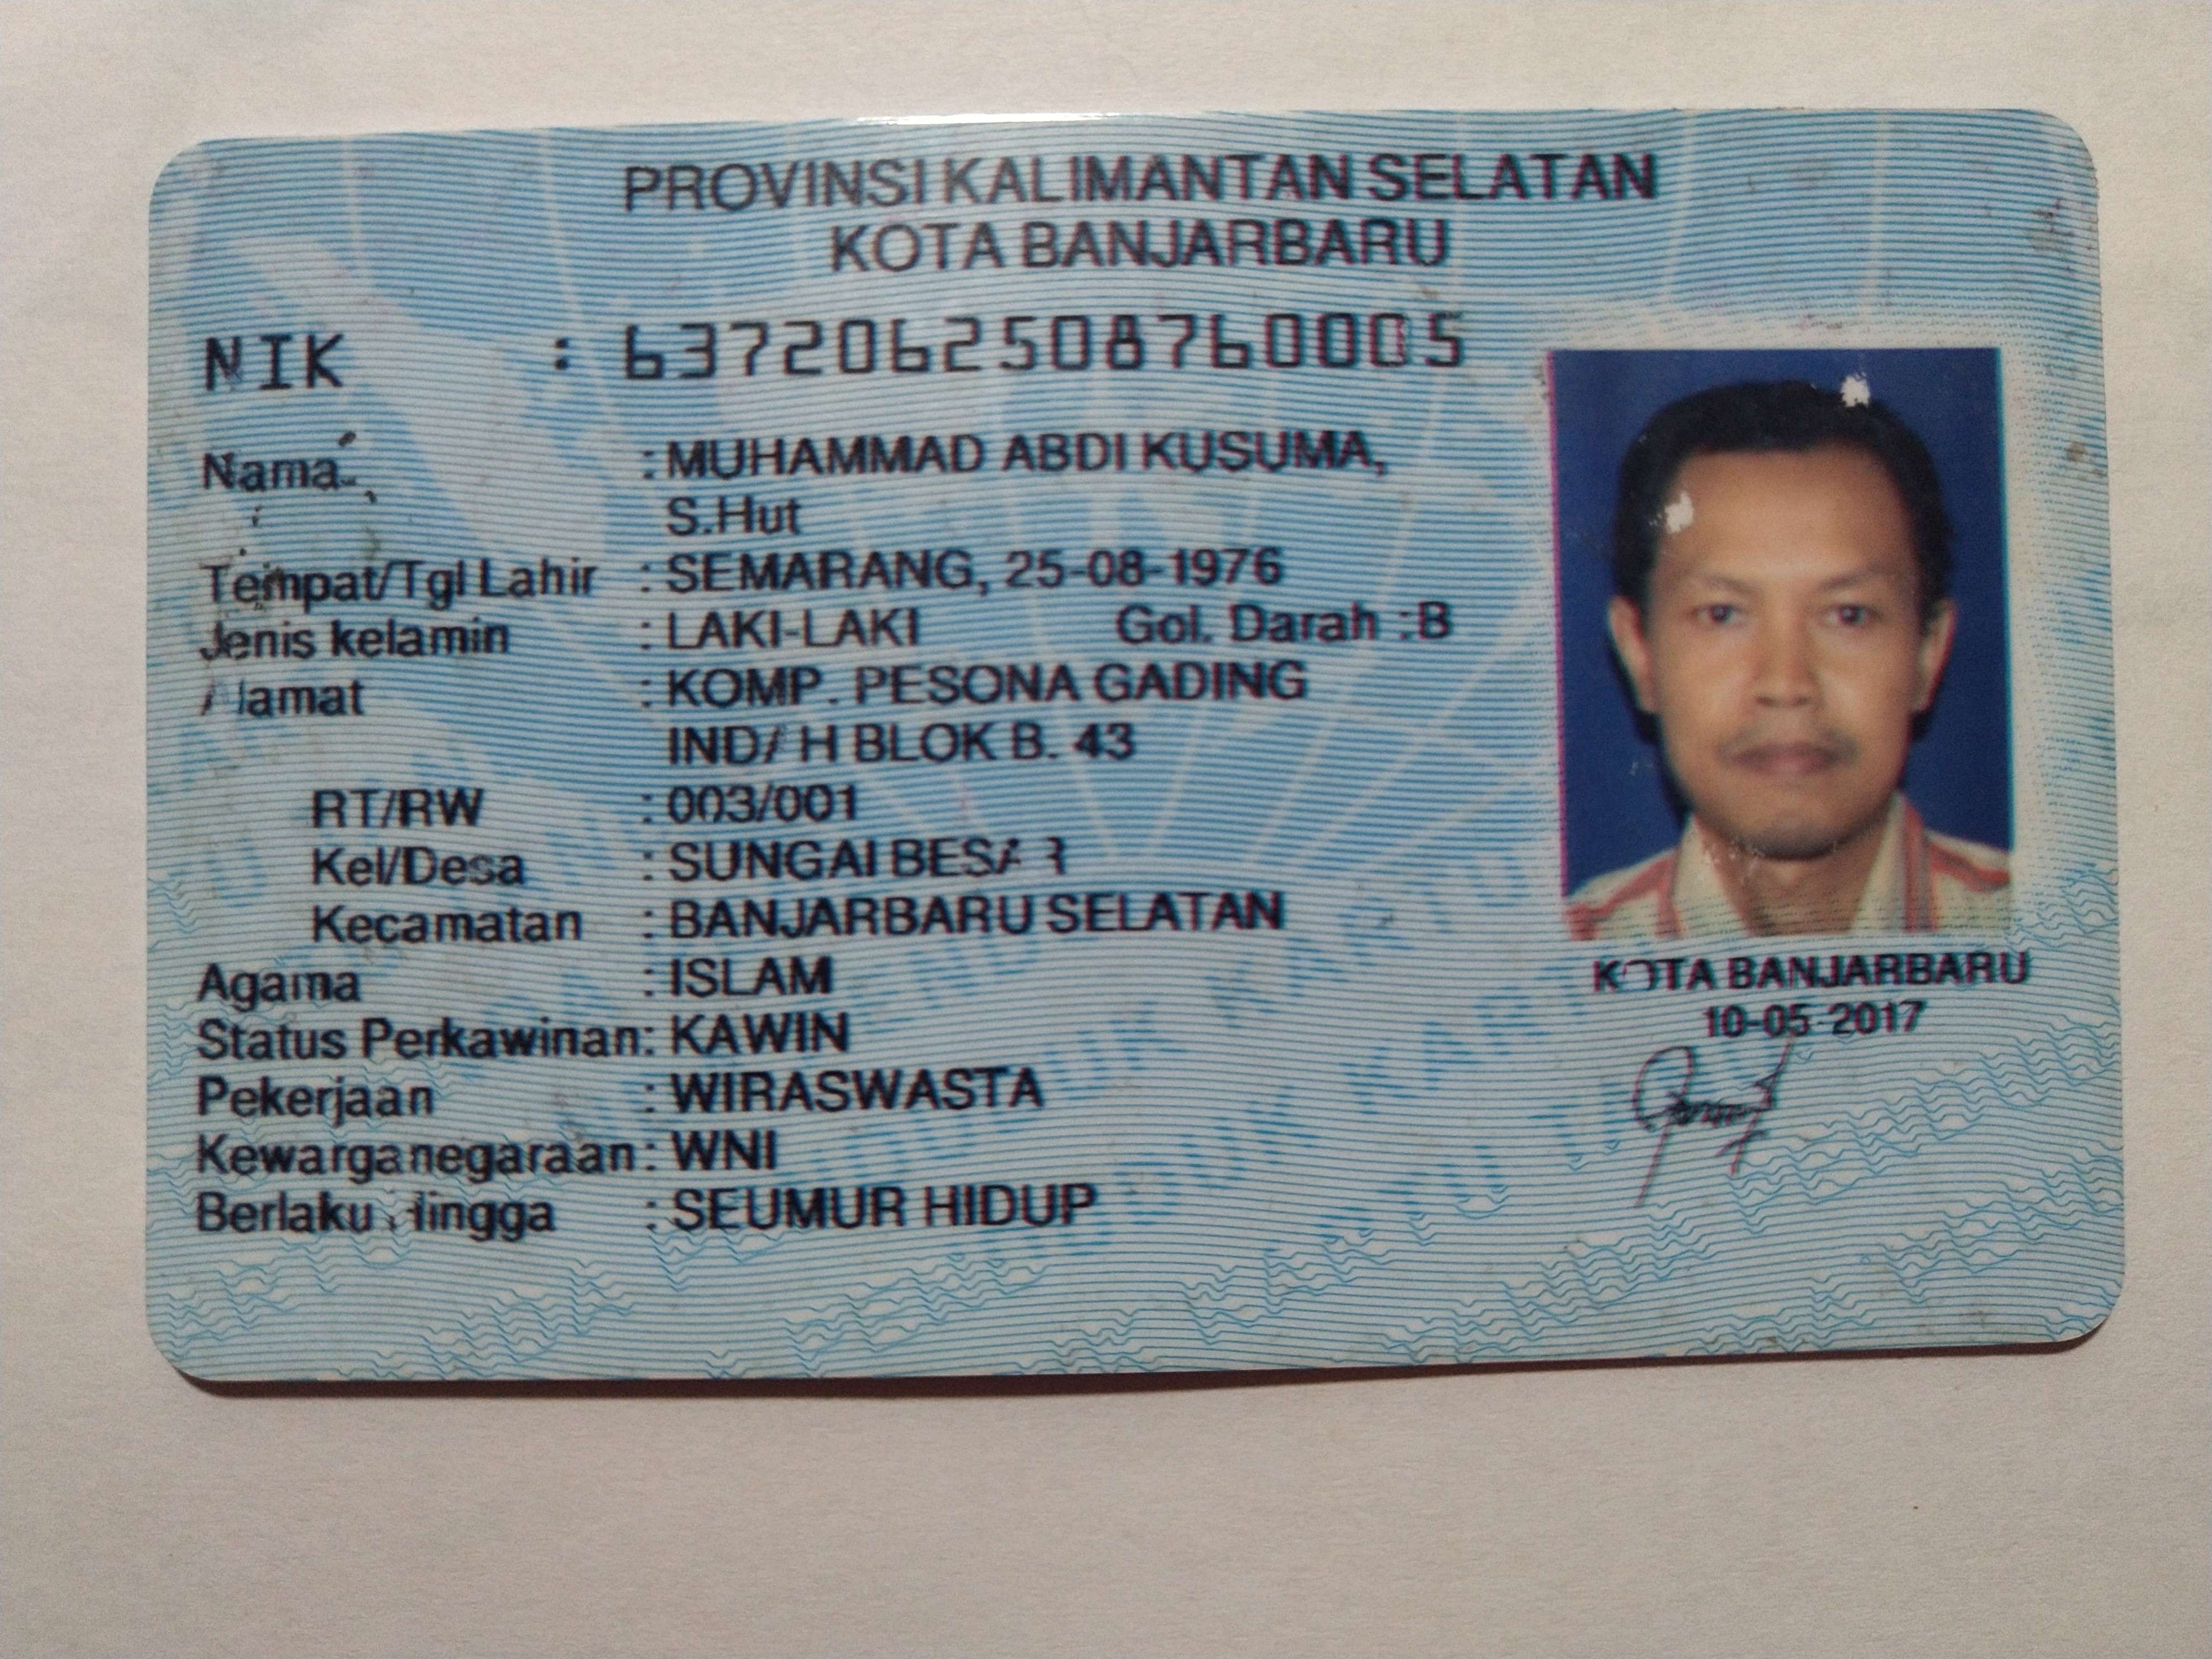 PROVINSI KALIMANTAN SELATAN
KOTA BANJARBARU
NIK : 6372062508760005
Nama : MUHAMMAD ABDI KUSUMA,
S.Hut
Tempat/Tgl Lahir : SEMARANG, 25-08-1976
Jenis kelamin : LAKI-LAKI Gol. Darah : B
Alamat : KOMP. PESONA GADING
INDAH BLOK B. 43
RT/RW : 003/001
Kel/Desa : SUNGAI BESAR
Kecamatan : BANJARBARU SELATAN
Agama : ISLAM
Status Perkawinan: KAWIN
Pekerjaan : WIRASWASTA
Kewarganegaraan: WNI
Berlaku Hingga : SEUMUR HIDUP
KOTA BANJARBARU
10-05-2017